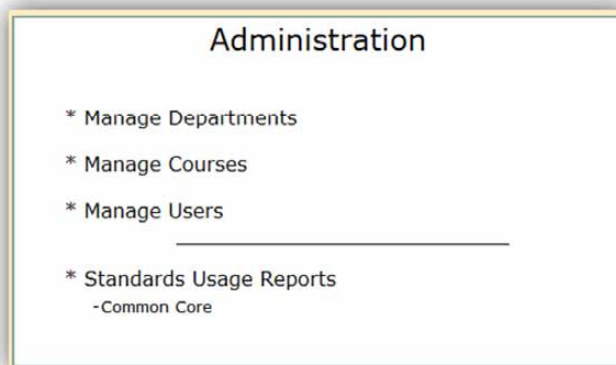 Administration
* Manage Departments
* Manage Courses
* Manage Users
* Standards Usage Reports
-Common Core